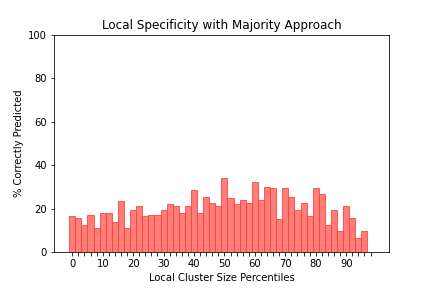 Local Specificity with Majority Approach
100
80
60
40
20
0
% Correctly Predicted
0 10 20 30 40 50 60 70 80 90
Local Cluster Size Percentiles